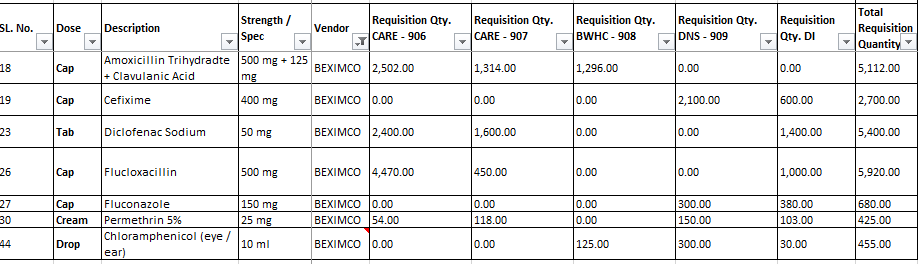 SL. No. Dose Description Strength / Spec Vendor Requisition Qty. CARE - 906 Requisition Qty. CARE - 907 Requisition Qty. BWHC - 908 Requisition Qty. DNS - 909 Requisition Qty. DI Total Requisition Quantity
18 Cap Amoxicillin Trihydradte + Clavulanic Acid 500 mg + 125 mg BEXIMCO 2,502.00 1,314.00 1,296.00 0.00 0.00 5,112.00
19 Cap Cefixime 400 mg BEXIMCO 0.00 0.00 0.00 2,100.00 600.00 2,700.00
23 Tab Diclofenac Sodium 50 mg BEXIMCO 2,400.00 1,600.00 0.00 0.00 1,400.00 5,400.00
26 Cap Flucloxacillin 500 mg BEXIMCO 4,470.00 450.00 0.00 0.00 1,000.00 5,920.00
27 Cap Fluconazole 150 mg BEXIMCO 0.00 0.00 0.00 300.00 380.00 680.00
30 Cream Permethrin 5% 25 mg BEXIMCO 54.00 118.00 0.00 150.00 103.00 425.00
44 Drop Chloramphenicol (eye / ear) 10 ml BEXIMCO 0.00 0.00 125.00 300.00 30.00 455.00